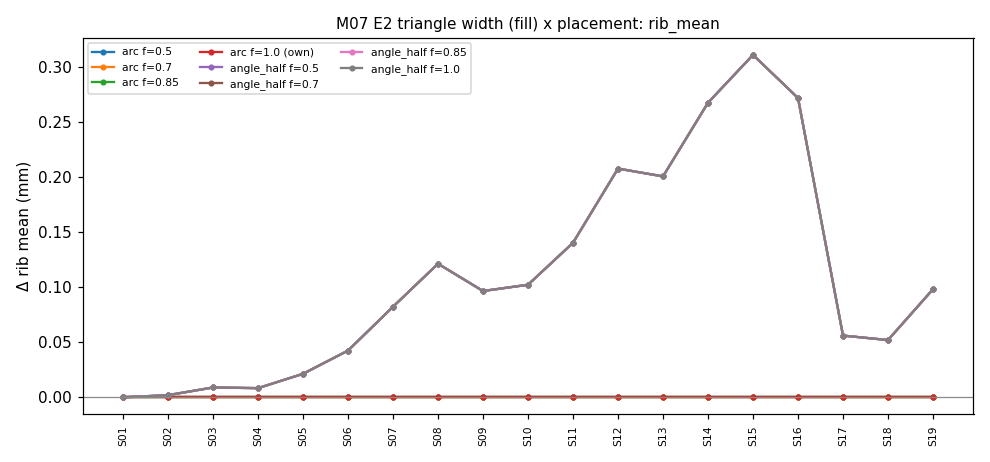 M07 E2 triangle width (fill) x placement: rib_mean
arc f=0.5
arc f=0.7
arc f=0.85
arc f=1.0 (own)
angle_half f=0.5
angle_half f=0.7
angle_half f=0.85
angle_half f=1.0
Δ rib mean (mm)
0.30
0.25
0.20
0.15
0.10
0.05
0.00
S01
S02
S03
S04
S05
S06
S07
S08
S09
S10
S11
S12
S13
S14
S15
S16
S17
S18
S19